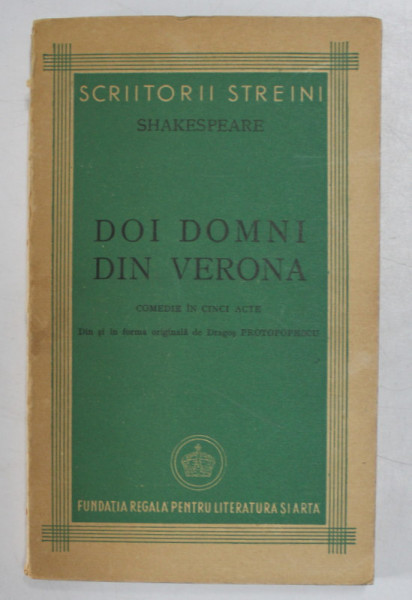 SCRIITORII STREINI
SHAKESPEARE
DOI DOMNI
DIN VERONA
COMEDIE ÎN CINCI ACTE
Din și în forma originală de Dragoș PROTOPOPESCU
FUNDAȚIA REGALĂ PENTRU LITERATURĂ ȘI ARTĂ